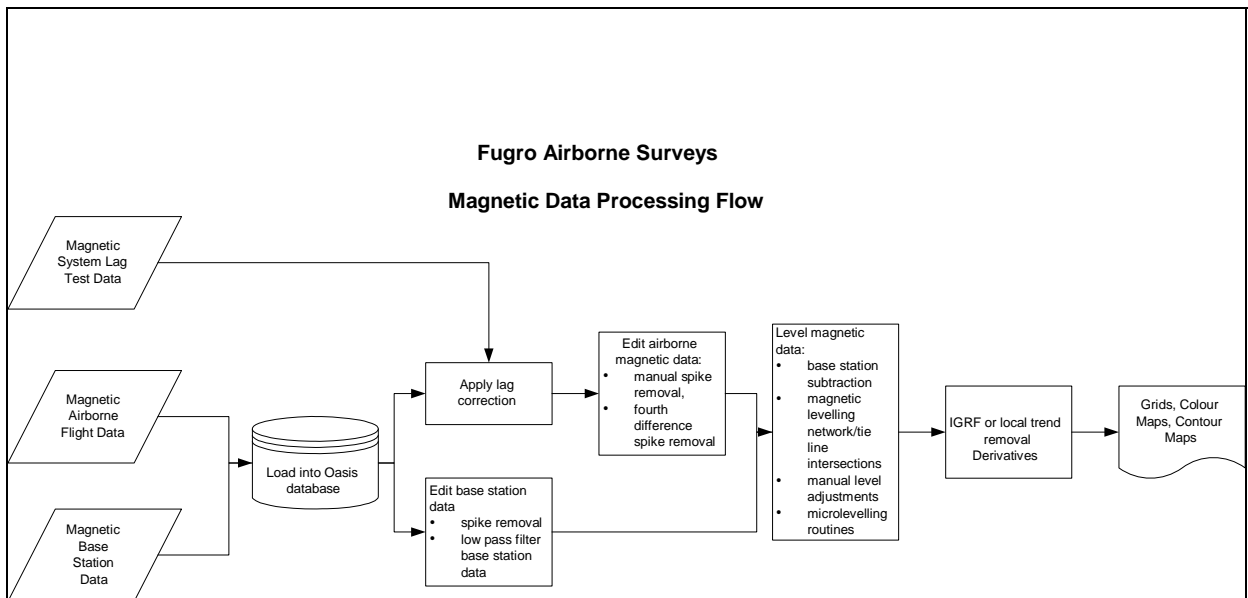 Fugro Airborne Surveys
Magnetic Data Processing Flow
Magnetic
System Lag
Test Data
Magnetic
Airborne
Flight Data
Magnetic
Base
Station
Data
Load into Oasis
database
Apply lag
correction
Edit base station
data
• spike removal
• low pass filter
base station
data
Edit airborne
magnetic data:
• manual spike
removal,
• fourth
difference
spike removal
Level magnetic
data:
• base station
subtraction
• magnetic
levelling
network/tie
line
intersections
• manual level
adjustments
• microlevelling
routines
IGRF or local trend
removal
Derivatives
Grids, Colour
Maps, Contour
Maps